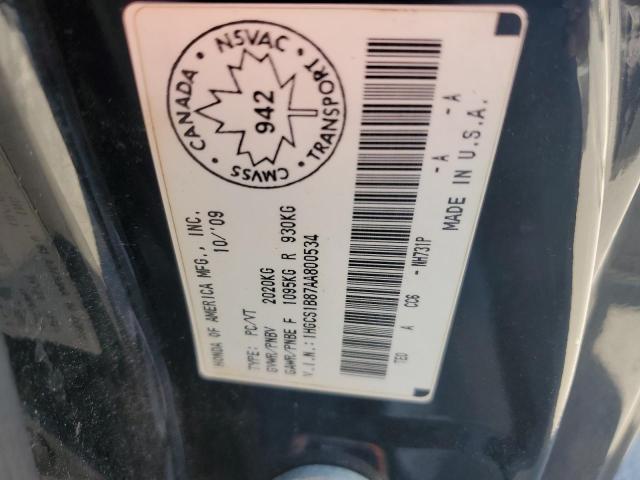 CANADA • NSVAC • TRANSPORT • CMVSS •
942
HONDA OF AMERICA MFG., INC.
10/'09
TYPE: PC/VT
GVWR/PNBV 2020KG
GAWR/PNBE F 1095KG R 930KG
V.I.N.: 1HGCS1B87AA800534
TE0 A CC6 - NH731P - A - A
MADE IN U.S.A.